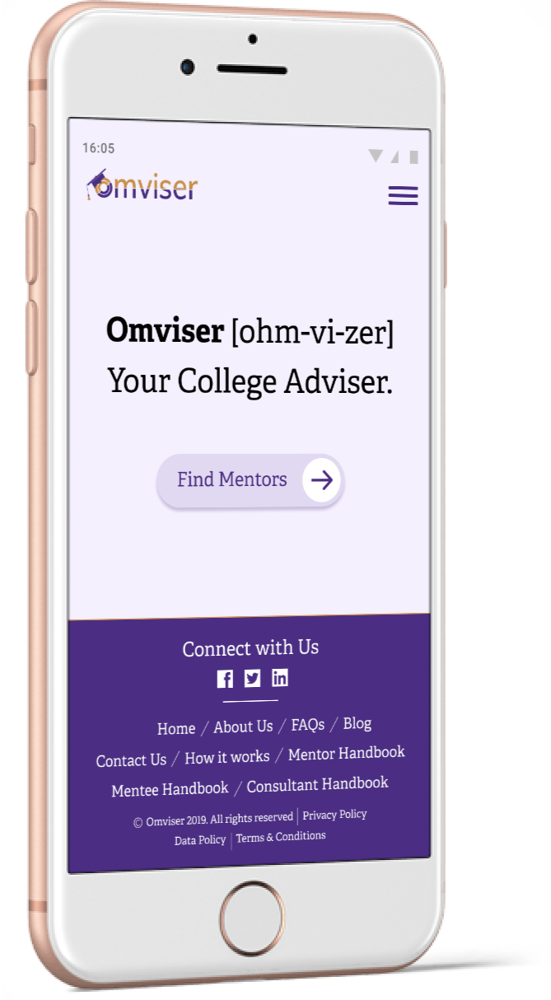 16:05
omviser
Omviser [ohm-vi-zer]
Your College Adviser.
Find Mentors
Connect with Us
Home / About Us / FAQs / Blog
Contact Us / How it works / Mentor Handbook
Mentee Handbook / Consultant Handbook
© Omviser 2019. All rights reserved | Privacy Policy
Data Policy | Terms & Conditions